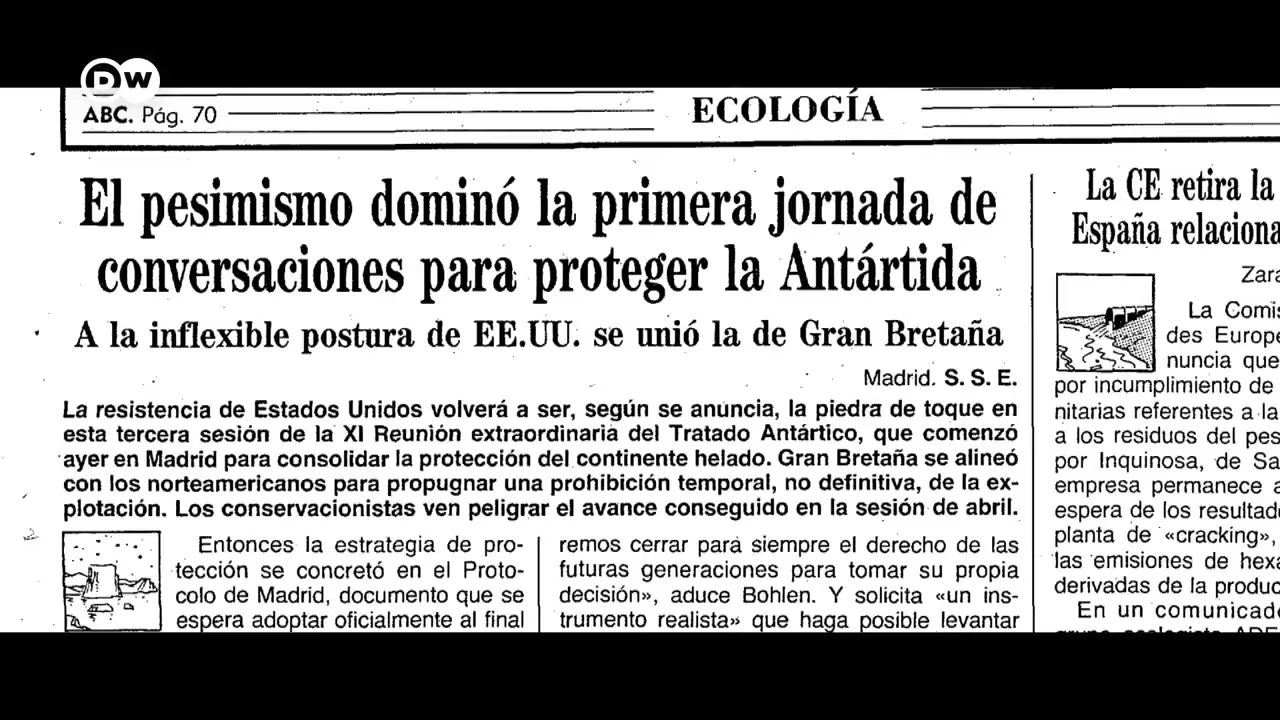 DW
ABC. Pág. 70
ECOLOGÍA
El pesimismo dominó la primera jornada de
conversaciones para proteger la Antártida
A la inflexible postura de EE.UU. se unió la de Gran Bretaña
Madrid. S. S. E.
La resistencia de Estados Unidos volverá a ser, según se anuncia, la piedra de toque en
esta tercera sesión de la XI Reunión extraordinaria del Tratado Antártico, que comenzó
ayer en Madrid para consolidar la protección del continente helado. Gran Bretaña se alineó
con los norteamericanos para propugnar una prohibición temporal, no definitiva, de la ex-
plotación. Los conservacionistas ven peligrar el avance conseguido en la sesión de abril.
Entonces la estrategia de pro-
tección se concretó en el Proto-
colo de Madrid, documento que se
espera adoptar oficialmente al final
remos cerrar para siempre el derecho de las
futuras generaciones para tomar su propia
decisión», aduce Bohlen. Y solicita «un ins-
trumento realista» que haga posible levantar
La CE retira la
España relaciona
Zara
La Comis
des Europe
nuncia que
por incumplimiento de
nitarias referentes a la
a los residuos del pes
por Inquinosa, de Sa
empresa permanece a
espera de los resultado
planta de «cracking»,
las emisiones de hexa
derivadas de la produc
En un comunicado